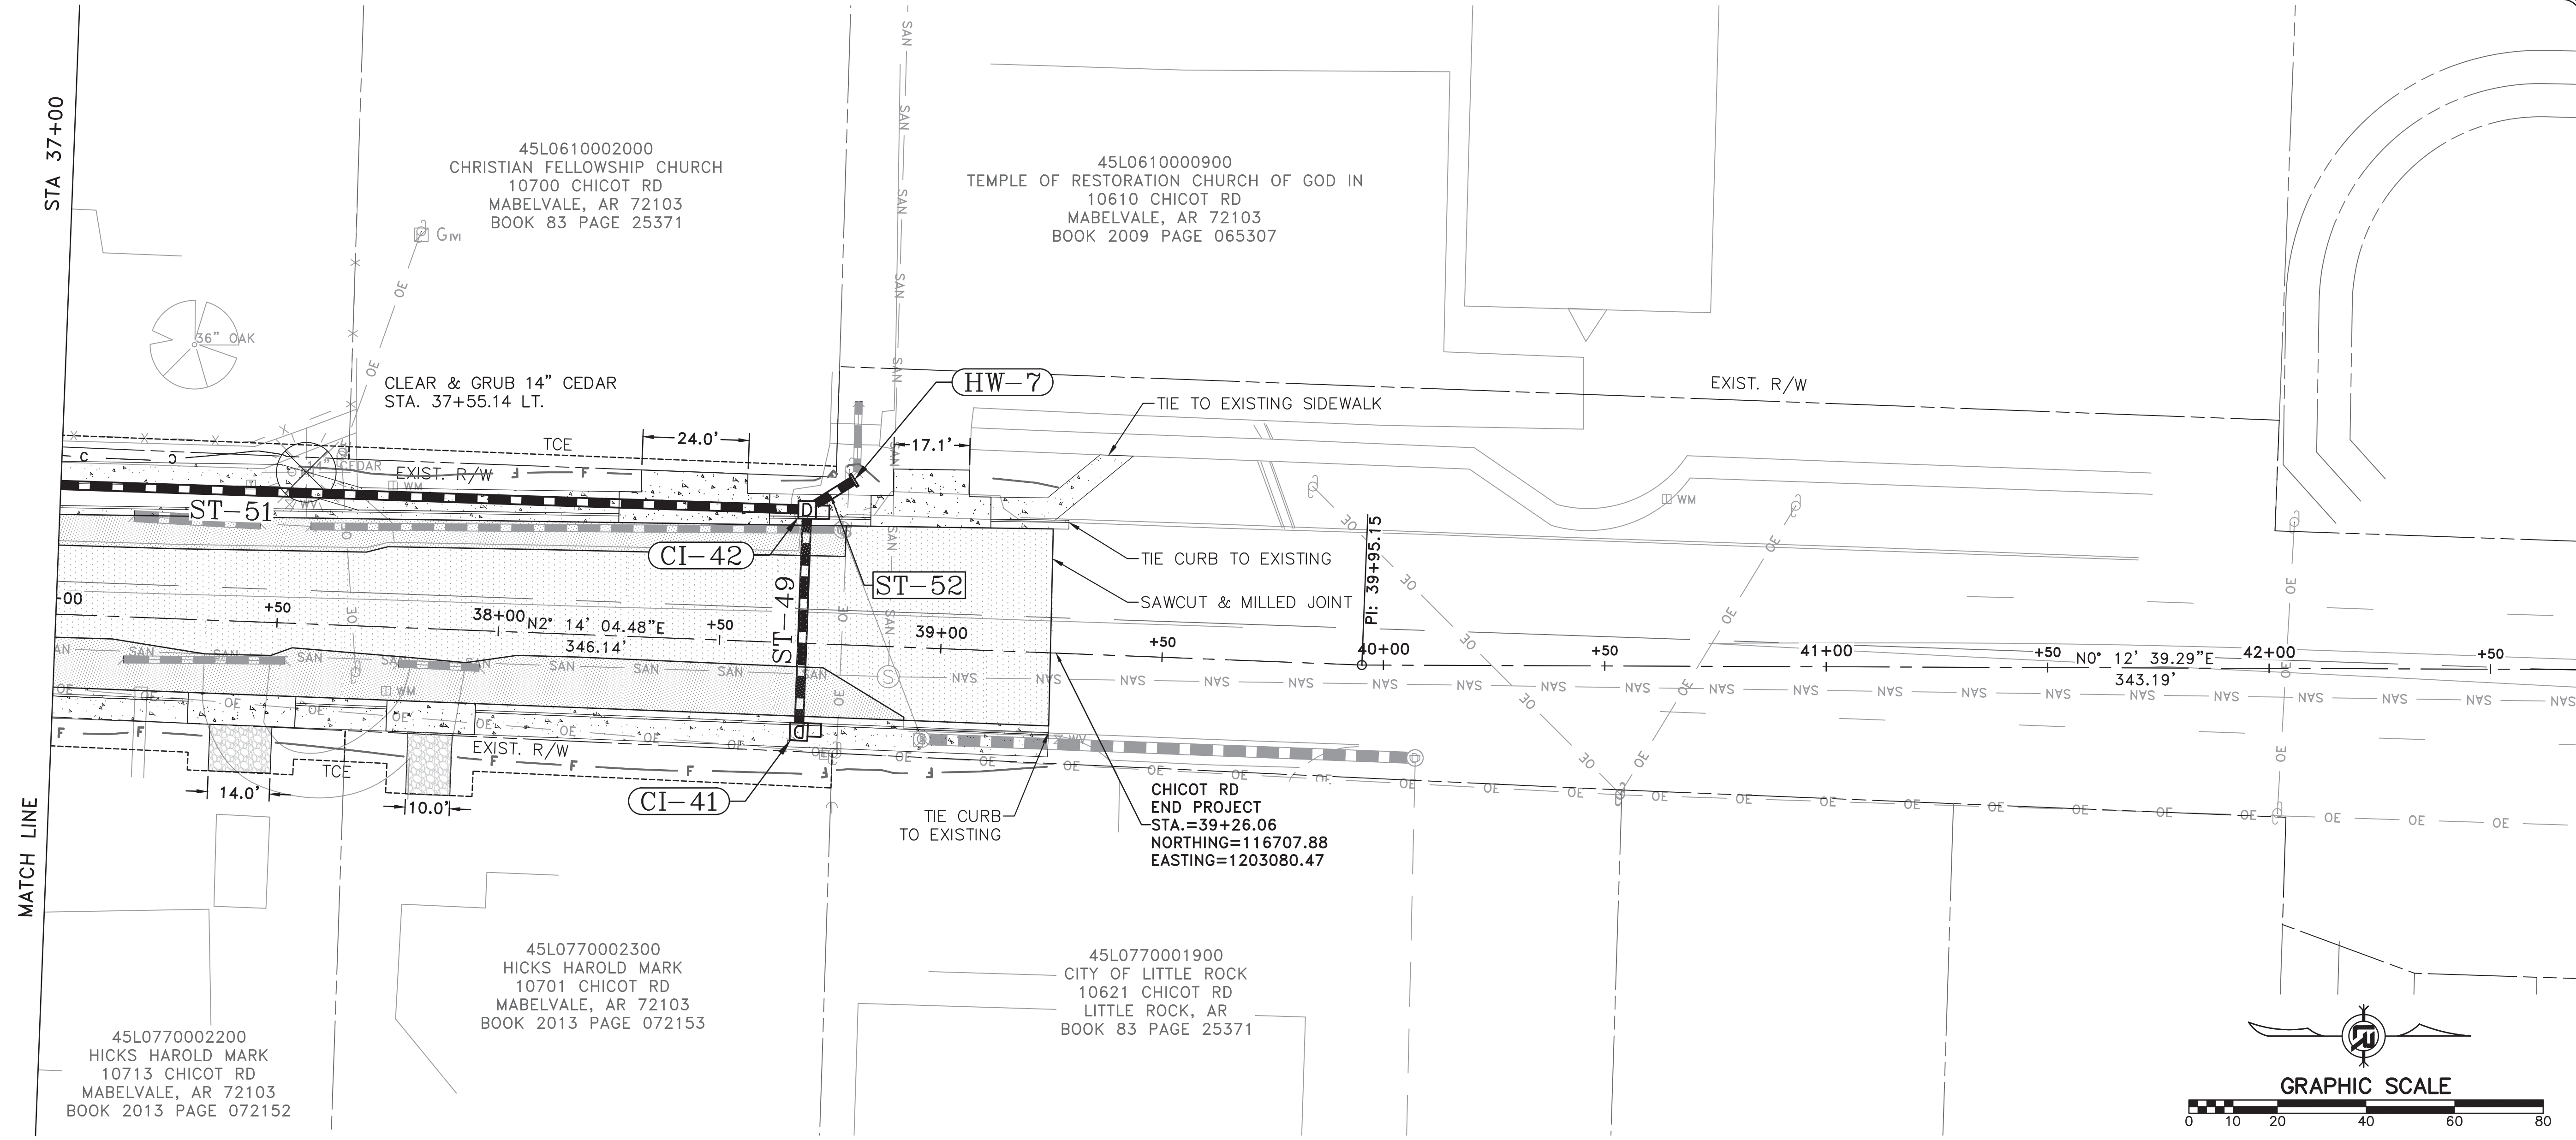 STA 37+00
MATCH LINE
45L0610002000
CHRISTIAN FELLOWSHIP CHURCH
10700 CHICOT RD
MABELVALE, AR 72103
BOOK 83 PAGE 25371
45L0610000900
TEMPLE OF RESTORATION CHURCH OF GOD IN
10610 CHICOT RD
MABELVALE, AR 72103
BOOK 2009 PAGE 065307
36" OAK
CLEAR & GRUB 14" CEDAR
STA. 37+55.14 LT.
TCE
24.0'
17.1'
HW-7
TIE TO EXISTING SIDEWALK
EXIST. R/W
EXIST. R/W
14" CEDAR
WM
WM
ST-51
CI-42
ST-49
ST-52
TIE CURB TO EXISTING
SAWCUT & MILLED JOINT
PI: 39+95.15
+00
+50
38+00
N2° 14' 04.48"E
346.14'
+50
39+00
+50
40+00
+50
41+00
+50
N0° 12' 39.29"E
343.19'
42+00
+50
SAN
OE
WM
WV
EXIST. R/W
TCE
14.0'
10.0'
CI-41
TIE CURB
TO EXISTING
CHICOT RD
END PROJECT
STA.=39+26.06
NORTHING=116707.88
EASTING=1203080.47
45L0770002200
HICKS HAROLD MARK
10713 CHICOT RD
MABELVALE, AR 72103
BOOK 2013 PAGE 072152
45L0770002300
HICKS HAROLD MARK
10701 CHICOT RD
MABELVALE, AR 72103
BOOK 2013 PAGE 072153
45L0770001900
CITY OF LITTLE ROCK
10621 CHICOT RD
LITTLE ROCK, AR
BOOK 83 PAGE 25371
GRAPHIC SCALE
0 10 20 40 60 80